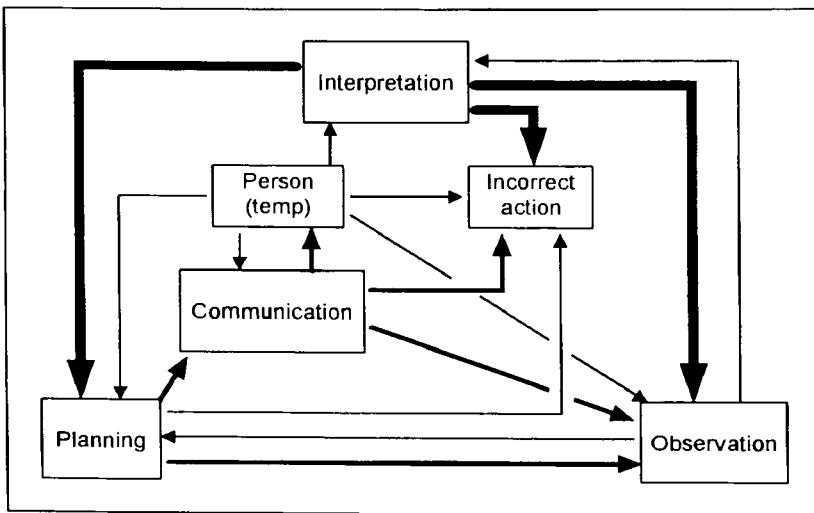 Interpretation
Person
(temp)
Incorrect
action
Communication
Planning
Observation